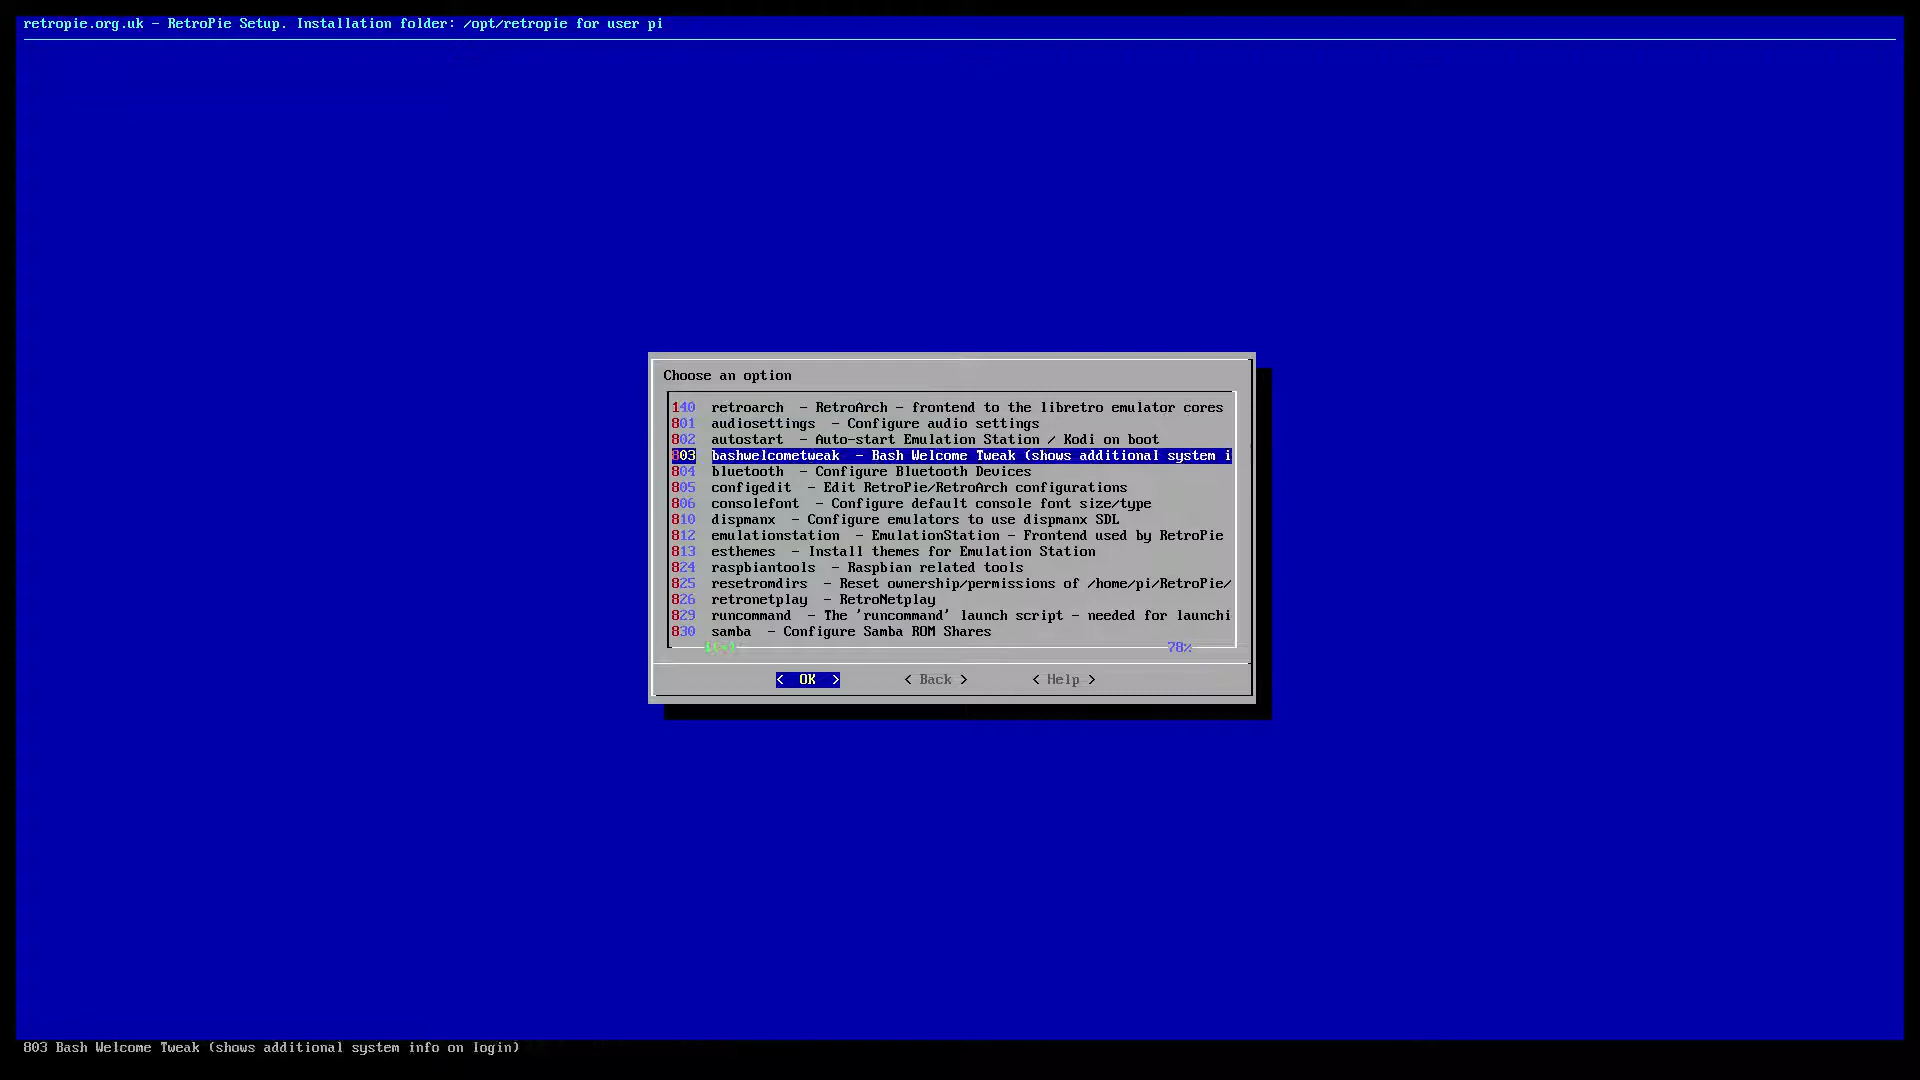 retropie.org.uk - RetroPie Setup. Installation folder: /opt/retropie for user pi
Choose an option
140 retroarch - RetroArch - frontend to the libretro emulator cores
801 audiosettings - Configure audio settings
802 autostart - Auto-start Emulation Station / Kodi on boot
803 bashwelcometweak - Bash Welcome Tweak (shows additional system i
804 bluetooth - Configure Bluetooth Devices
805 configedit - Edit RetroPie/RetroArch configurations
806 consolefont - Configure default console font size/type
810 dispmanx - Configure emulators to use dispmanx SDL
812 emulationstation - EmulationStation - Frontend used by RetroPie
813 esthemes - Install themes for Emulation Station
824 raspbiantools - Raspbian related tools
825 resetromdirs - Reset ownership/permissions of /home/pi/RetroPie/
826 retronetplay - RetroNetplay
829 runcommand - The 'runcommand' launch script - needed for launchi
830 samba - Configure Samba ROM Shares
↓(+) 78%
< OK > < Back > < Help >
803 Bash Welcome Tweak (shows additional system info on login)